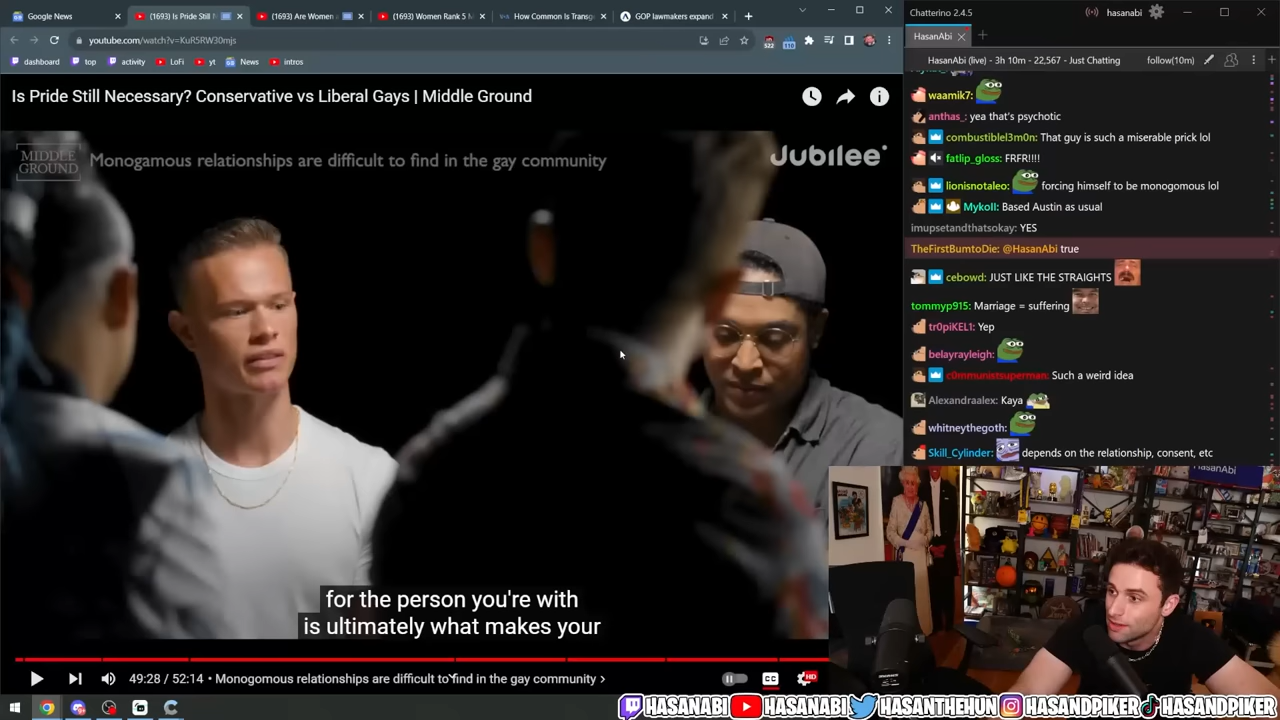 Google News
(1693) Is Pride Still N
(1693) Are Women
(1693) Women Rank 5 M
How Common Is Transg
GOP lawmakers expand
youtube.com/watch?v=KuR5RW30mjs
dashboard
top
activity
LoFi
yt
News
intros
Is Pride Still Necessary? Conservative vs Liberal Gays | Middle Ground
MIDDLE
GROUND
Monogamous relationships are difficult to find in the gay community
Jubilee
for the person you're with
is ultimately what makes your
49:28 / 52:14 • Monogomous relationships are difficult to find in the gay community
CC
HD
Chatterino 2.4.5
hasanabi
HasanAbi
HasanAbi (live) - 3h 10m - 22,567 - Just Chatting
follow(10m)
waamik7:
anthas_: yea that's psychotic
combustibl3m0n: That guy is such a miserable prick lol
fatlip_gloss: FRFR!!!!
lionisnotaleo: forcing himself to be monogamous lol
Mykoll: Based Austin as usual
imupsetandthatsokay: YES
TheFirstBumtoDie: @HasanAbi true
cebowd: JUST LIKE THE STRAIGHTS
tommyp915: Marriage = suffering
tr0piKEL1: Yep
belayrayleigh:
c0mmunistsuperman: Such a weird idea
Alexandraalex: Kaya
whitneythegoth:
Skill_Cylinder: depends on the relationship, consent, etc
HasanAbi
HASANABI
HASANABI
HASANTHEHUN
HASANDPIKER
HASANDPIKER